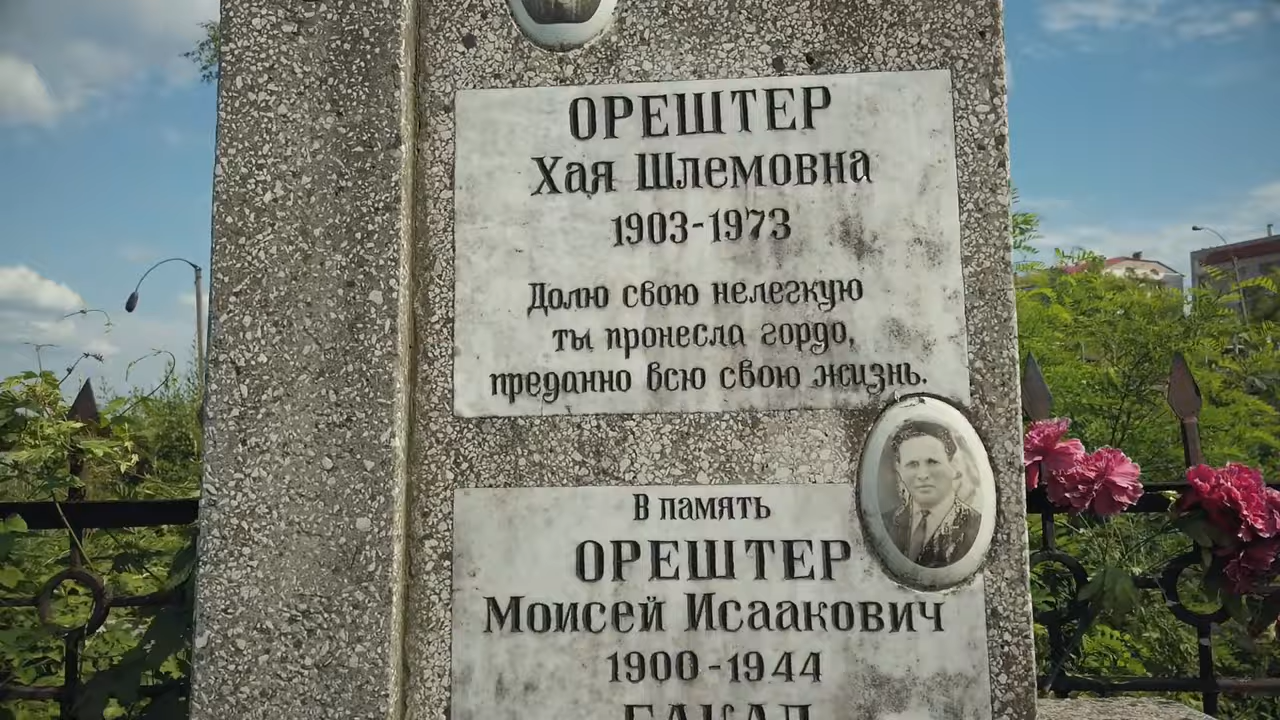 ОРЕШТЕР
Хая Шлемовна
1903-1973
Долю свою нелегкую
ты пронесла гордо,
преданно всю свою жизнь.
В память
ОРЕШТЕР
Моисей Исаакович
1900-1944